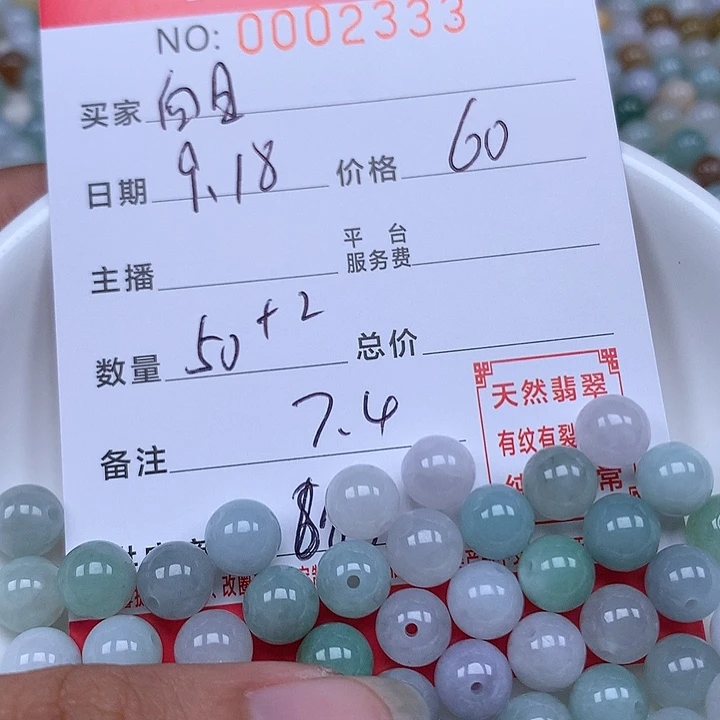 NO: 0002333
买家 向日
日期 9.18 价格 60
主播 平台服务费
数量 50+2 总价
备注 7.4
天然翡翠
有纹有裂
、改圈